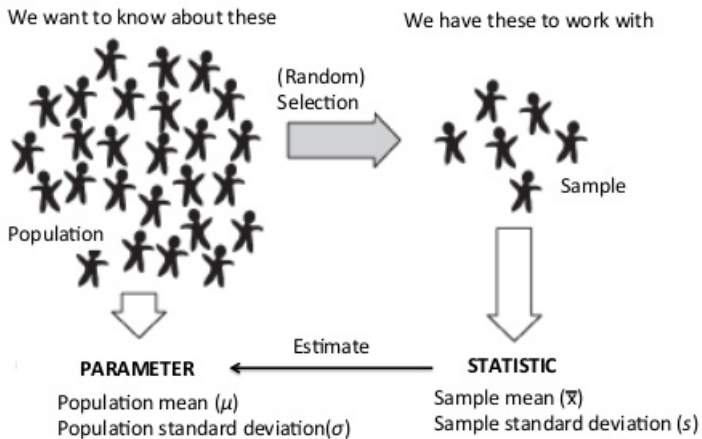 We want to know about these
We have these to work with
(Random)
Selection
Sample
Population
Estimate
PARAMETER
STATISTIC
Population mean (μ)
Population standard deviation(σ)
Sample mean (x̅)
Sample standard deviation (s)